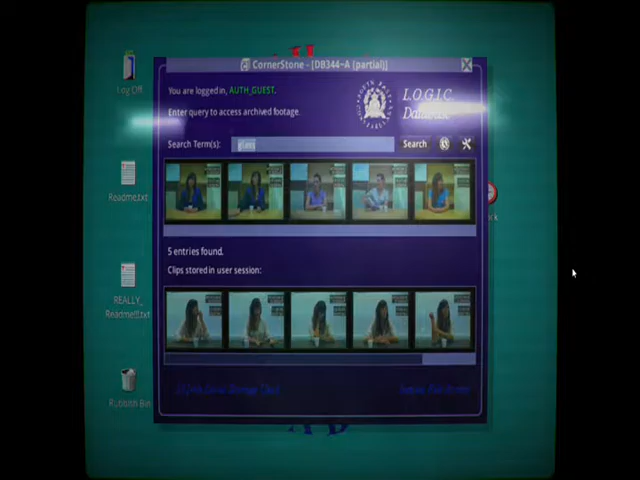 CornerStone - [DB344-A (partial)]
Log Off
You are logged in, AUTH_GUEST.
L.O.G.I.C.
Database
Enter query to access archived footage.
Search Term(s):
glass
Search
Readme.txt
5 entries found.
Clips stored in user session:
REALLY_
Readme!!!.txt
Rubbish Bin